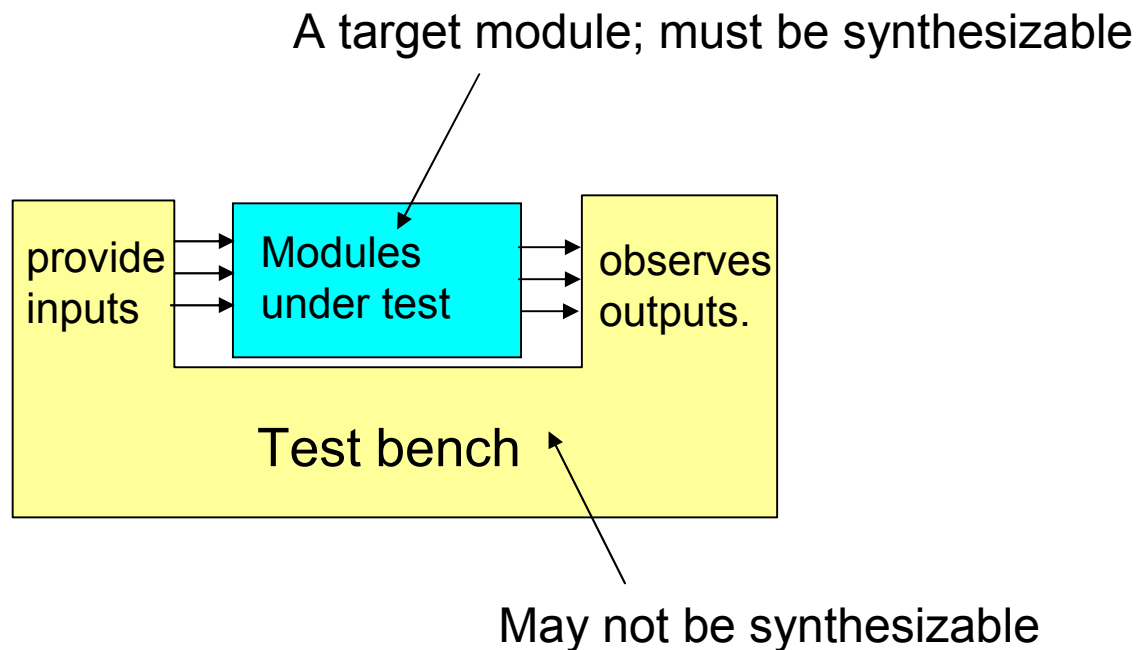 A target module; must be synthesizable
provide
inputs
Modules
under test
observes
outputs.
Test bench
May not be synthesizable